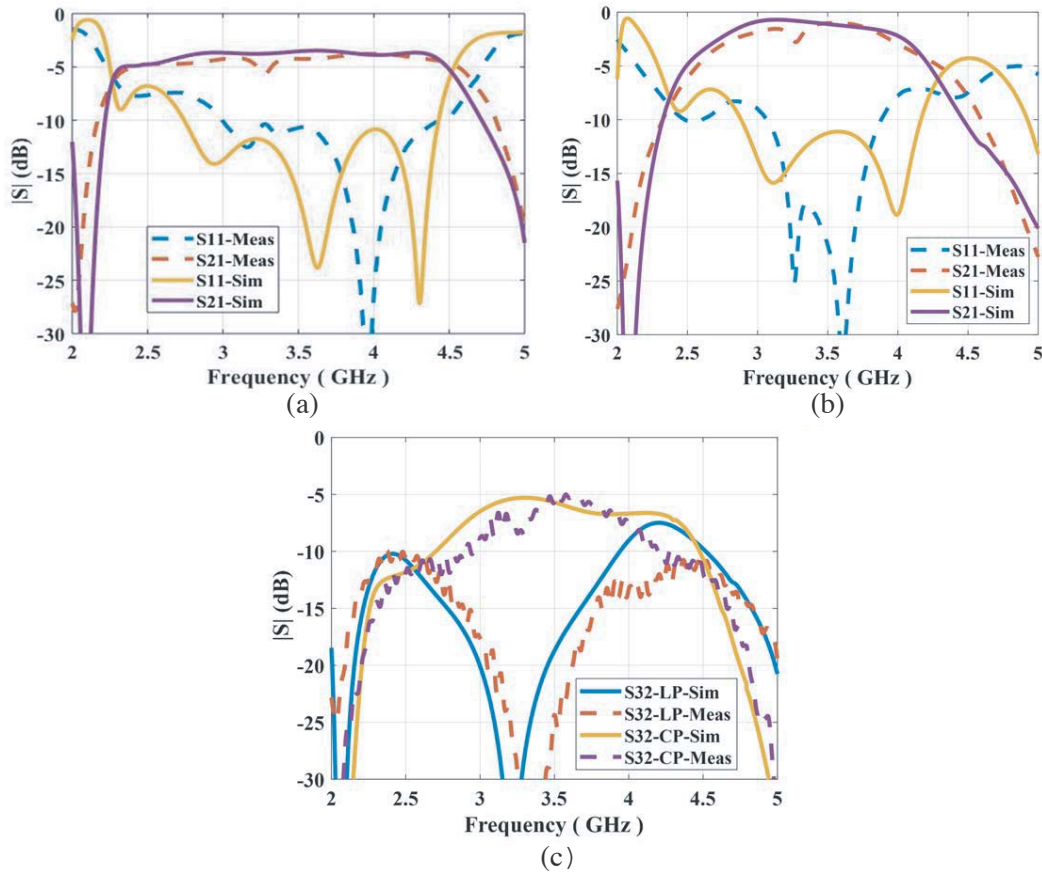 0
-5
-10
-15
-20
-25
-30
|S| (dB)
S11-Meas
S21-Meas
S11-Sim
S21-Sim
2 2.5 3 3.5 4 4.5 5
Frequency ( GHz )
(a)
0
-5
-10
-15
-20
-25
-30
|S| (dB)
S11-Meas
S21-Meas
S11-Sim
S21-Sim
2 2.5 3 3.5 4 4.5 5
Frequency ( GHz )
(b)
0
-5
-10
-15
-20
-25
-30
|S| (dB)
S32-LP-Sim
S32-LP-Meas
S32-CP-Sim
S32-CP-Meas
2 2.5 3 3.5 4 4.5 5
Frequency ( GHz )
(c)